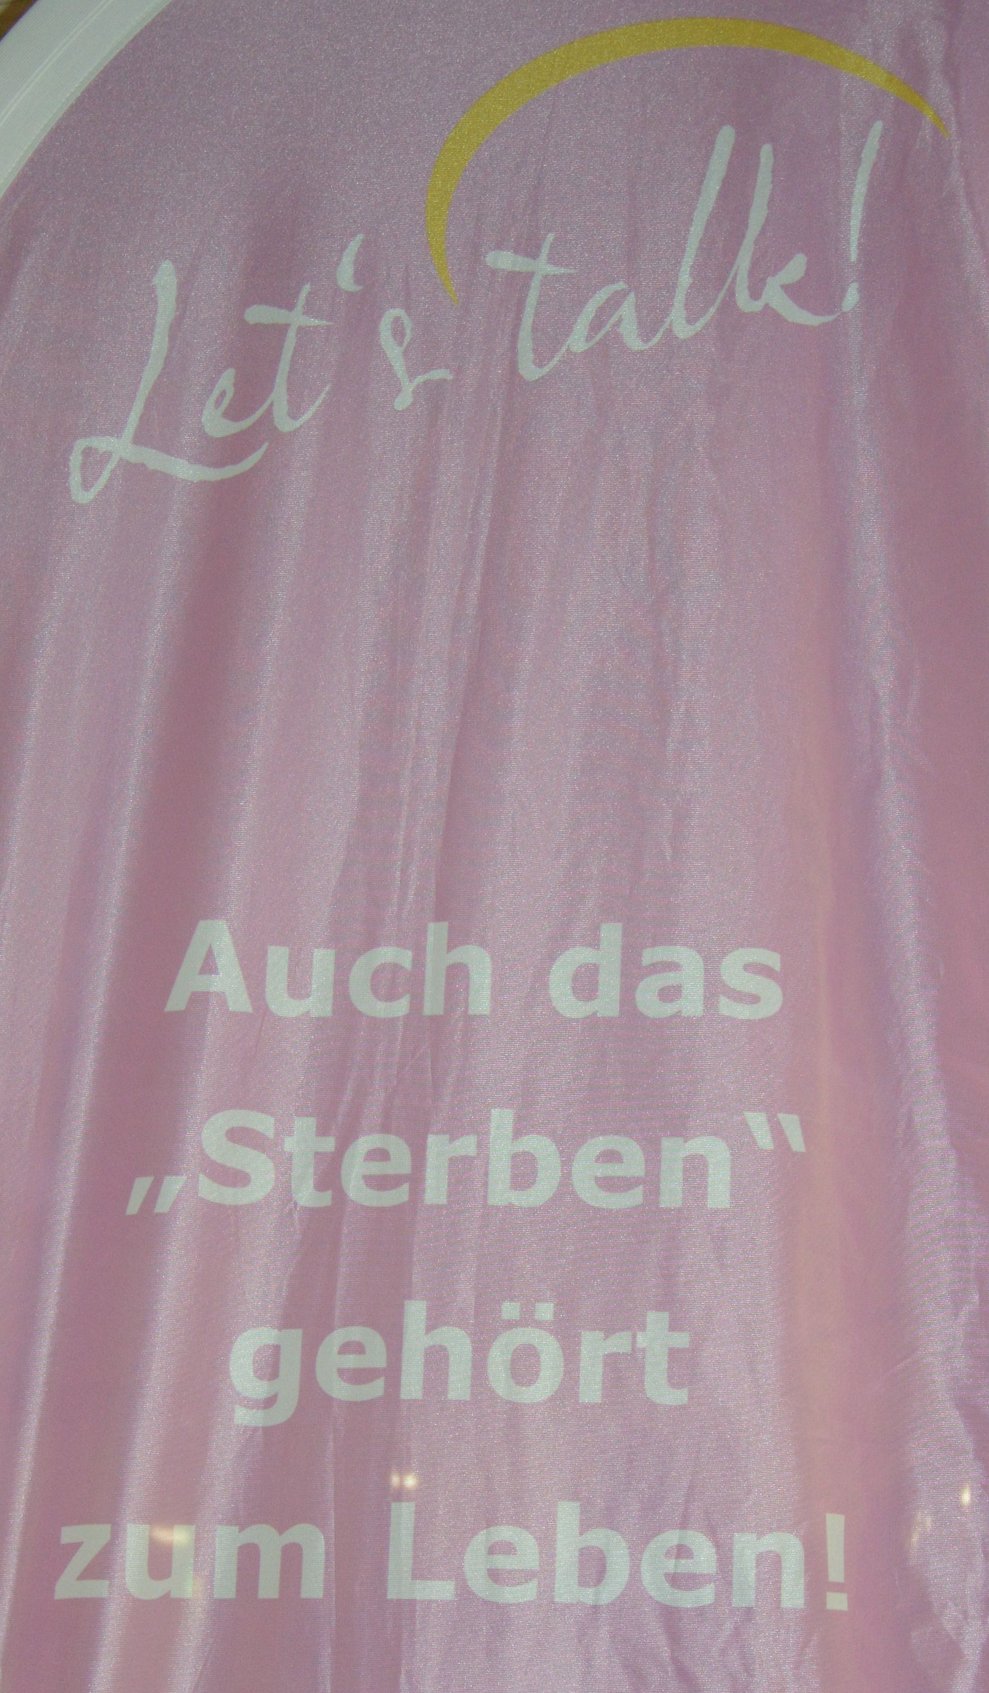 Let‘s talk!
Auch das
„Sterben“
gehört
zum Leben!